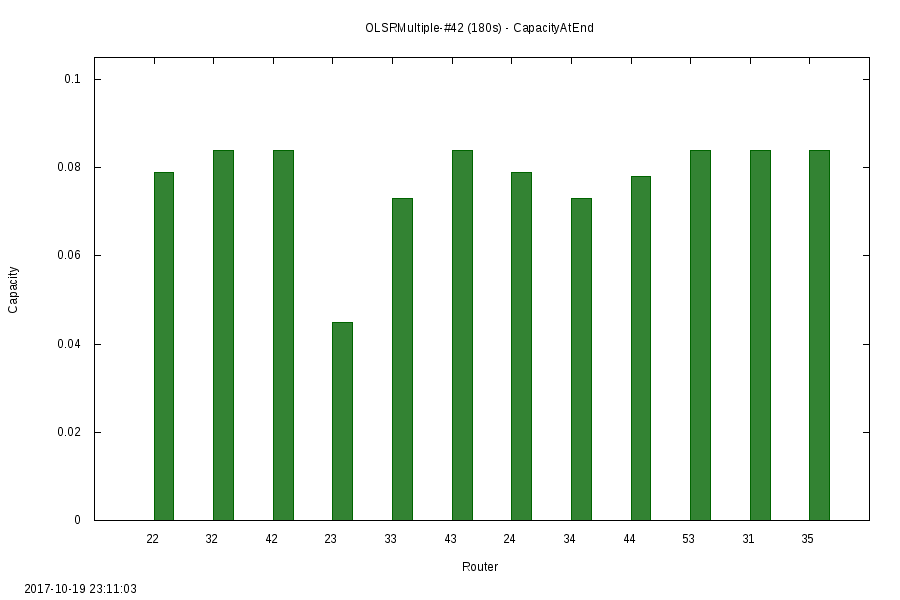 OLSRMultiple-#42 (180s) - CapacityAtEnd
0.1
0.08
0.06
0.04
0.02
0
Capacity
22 32 42 23 33 43 24 34 44 53 31 35
Router
2017-10-19 23:11:03